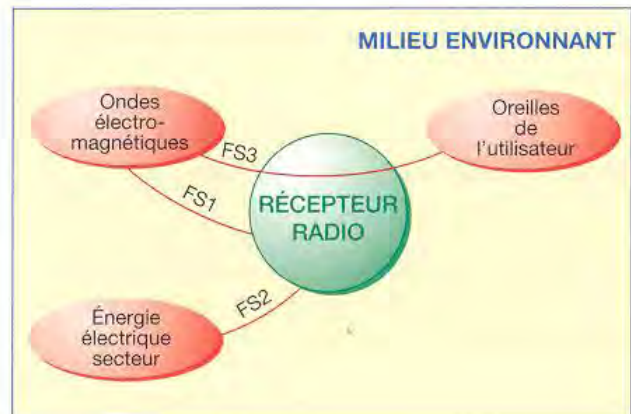 MILIEU ENVIRONNANT
Ondes
électro-
magnétiques
Oreilles
de
l'utilisateur
FS3
FS1
RÉCEPTEUR
RADIO
FS2
Énergie
électrique
secteur